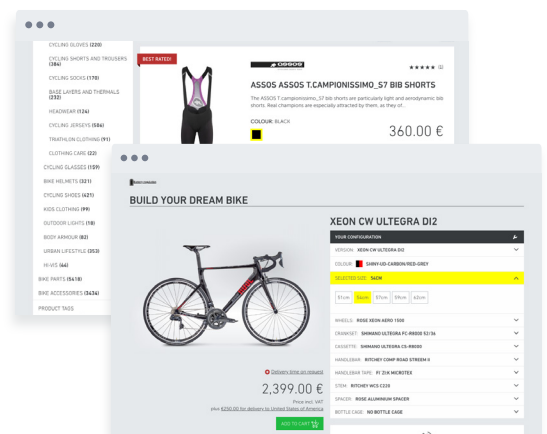 CYCLING GLOVES (220)
CYCLING SHORTS AND TROUSERS
(384)
CYCLING SOCKS (170)
BASE LAYERS AND THERMALS
(232)
HEADWEAR (124)
CYCLING JERSEYS (586)
TRIATHLON CLOTHING (91)
CLOTHING CARE (22)
CYCLING GLASSES (159)
BIKE HELMETS (321)
CYCLING SHOES (421)
KIDS CLOTHING (99)
OUTDOOR LIGHTS (18)
BODY ARMOUR (82)
URBAN LIFESTYLE (353)
HI-VIS (46)
BIKE PARTS (5418)
BIKE ACCESSORIES (3434)
PRODUCT TAGS
BEST RATED!
assos
ASSOS ASSOS T.CAMPIONISSIMO_S7 BIB SHORTS
The ASSOS T.campionissimo_S7 bib shorts are particularly light and aerodynamic bib
shorts. Real champions are especially attracted by them, as they of...
COLOUR: BLACK
360.00 €
BUILD YOUR DREAM BIKE
Delivery time on request
2,399.00 €
Price incl. VAT
plus €250.00 for delivery to United States of America
ADD TO CART
XEON CW ULTEGRA DI2
YOUR CONFIGURATION
VERSION: XEON CW ULTEGRA DI2
COLOUR: SHINY-UD-CARBON/RED-GREY
SELECTED SIZE: 54CM
51cm 54cm 57cm 59cm 62cm
WHEELS: ROSE XEON AERO 1500
CRANKSET: SHIMANO ULTEGRA FC-R8000 52/36
CASSETTE: SHIMANO ULTEGRA CS-R8000
HANDLEBAR: RITCHEY COMP ROAD STREEM II
HANDLEBAR TAPE: FI´ZI:K MICROTEX
STEM: RITCHEY WCS C220
SPACER: ROSE ALUMINIUM SPACER
BOTTLE CAGE: NO BOTTLE CAGE